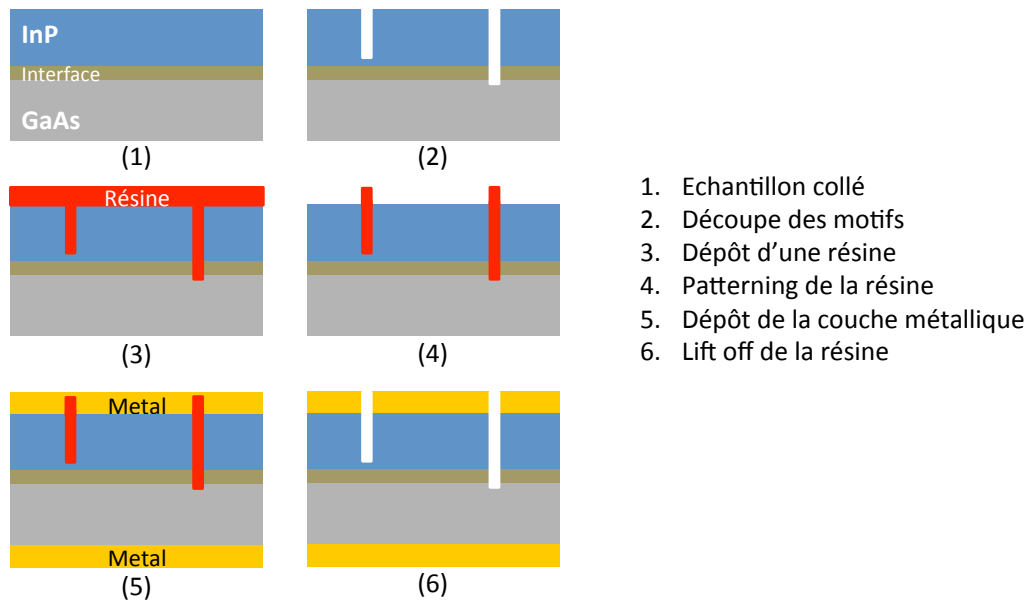 InP
Interface
GaAs
(1)
(2)
Résine
(3)
(4)
1. Echantillon collé
2. Découpe des motifs
3. Dépôt d'une résine
4. Patterning de la résine
5. Dépôt de la couche métallique
6. Lift off de la résine
Metal
Metal
(5)
(6)